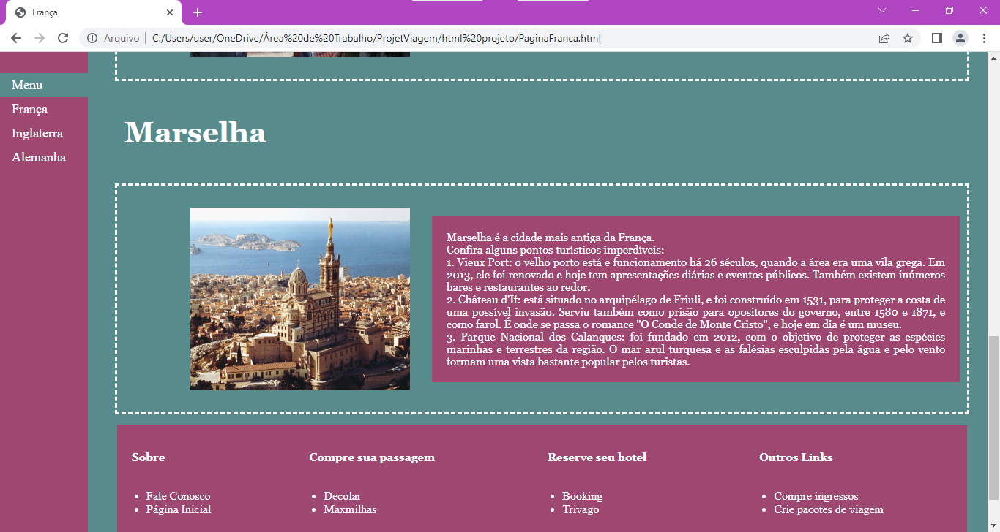 França
Arquivo | C:/Users/user/OneDrive/Área%20de%20Trabalho/ProjetViagem/html%20projeto/PaginaFranca.html
Menu
França
Inglaterra
Alemanha
Marselha
Marselha é a cidade mais antiga da França.
Confira alguns pontos turísticos imperdíveis:
1. Vieux Port: o velho porto está e funcionamento há 26 séculos, quando a área era uma vila grega. Em
2013, ele foi renovado e hoje tem apresentações diárias e eventos públicos. Também existem inúmeros
bares e restaurantes ao redor.
2. Château d'If: está situado no arquipélago de Friuli, e foi construído em 1531, para proteger a costa de
uma possível invasão. Serviu também como prisão para opositores do governo, entre 1580 e 1871, e
como farol. É onde se passa o romance "O Conde de Monte Cristo", e hoje em dia é um museu.
3. Parque Nacional dos Calanques: foi fundado em 2012, com o objetivo de proteger as espécies
marinhas e terrestres da região. O mar azul turquesa e as falésias esculpidas pela água e pelo vento
formam uma vista bastante popular pelos turistas.
Sobre
• Fale Conosco
• Página Inicial
Compre sua passagem
• Decolar
• Maxmilhas
Reserve seu hotel
• Booking
• Trivago
Outros Links
• Compre ingressos
• Crie pacotes de viagem